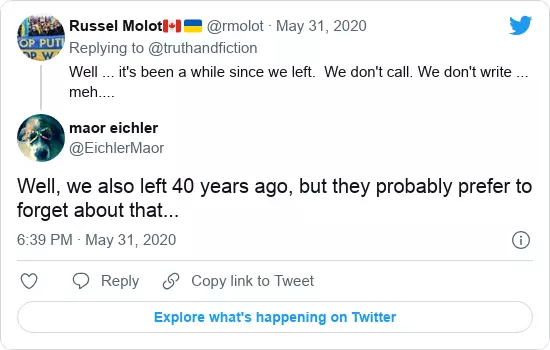 Russel Molot🇨🇦🇺🇦 @rmolot · May 31, 2020
Replying to @truthandfiction
Well ... it's been a while since we left. We don't call. We don't write ...
meh....
OP PUTI
OP W
maor eichler
@EichlerMaor
Well, we also left 40 years ago, but they probably prefer to
forget about that...
6:39 PM · May 31, 2020
Reply
Copy link to Tweet
Explore what's happening on Twitter